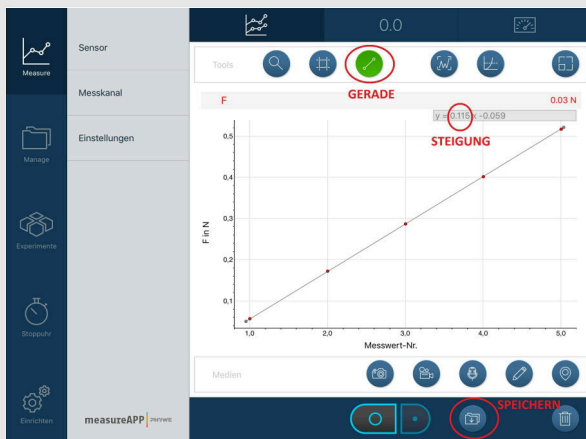 0.0
Measure
Manage
Experimente
Stoppuhr
Einrichten
Sensor
Messkanal
Einstellungen
measureAPP PHYWE
Tools
GERADE
F
0.03 N
y = 0.115 x -0.059
STEIGUNG
F in N
0,5
0,4
0,3
0,2
0,1
1,0 2,0 3,0 4,0 5,0
Messwert-Nr.
Medien
SPEICHERN